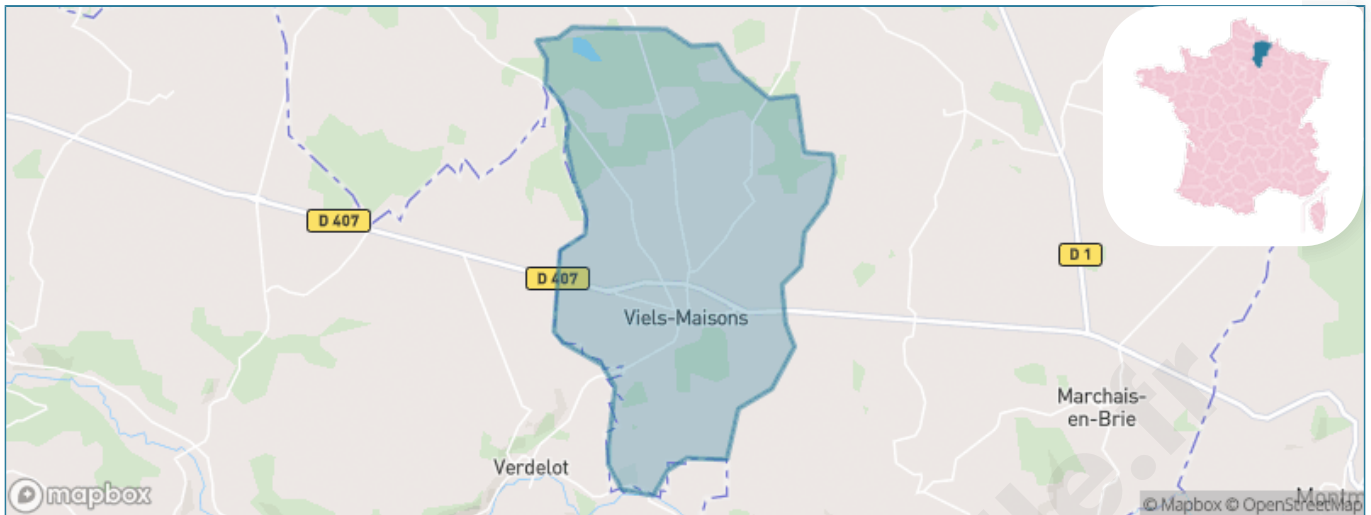 D 407
D 1
D 407
Viels-Maisons
Marchais-
en-Brie
Verdelot
mapbox
© Mapbox © OpenStreetMap